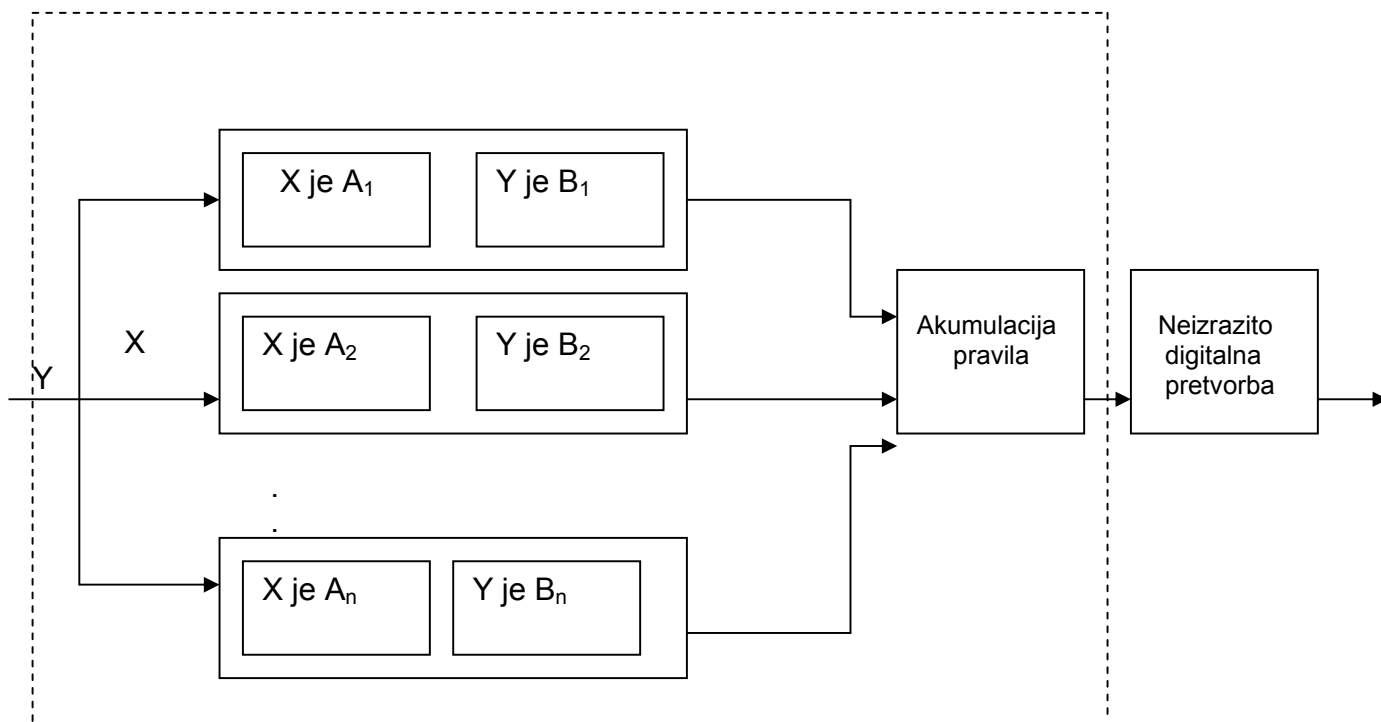 X je A₁
Y je B₁
X
Y
X je A₂
Y je B₂
Akumulacija
pravila
Neizrazito
digitalna
pretvorba
.
.
X je Aₙ
Y je Bₙ